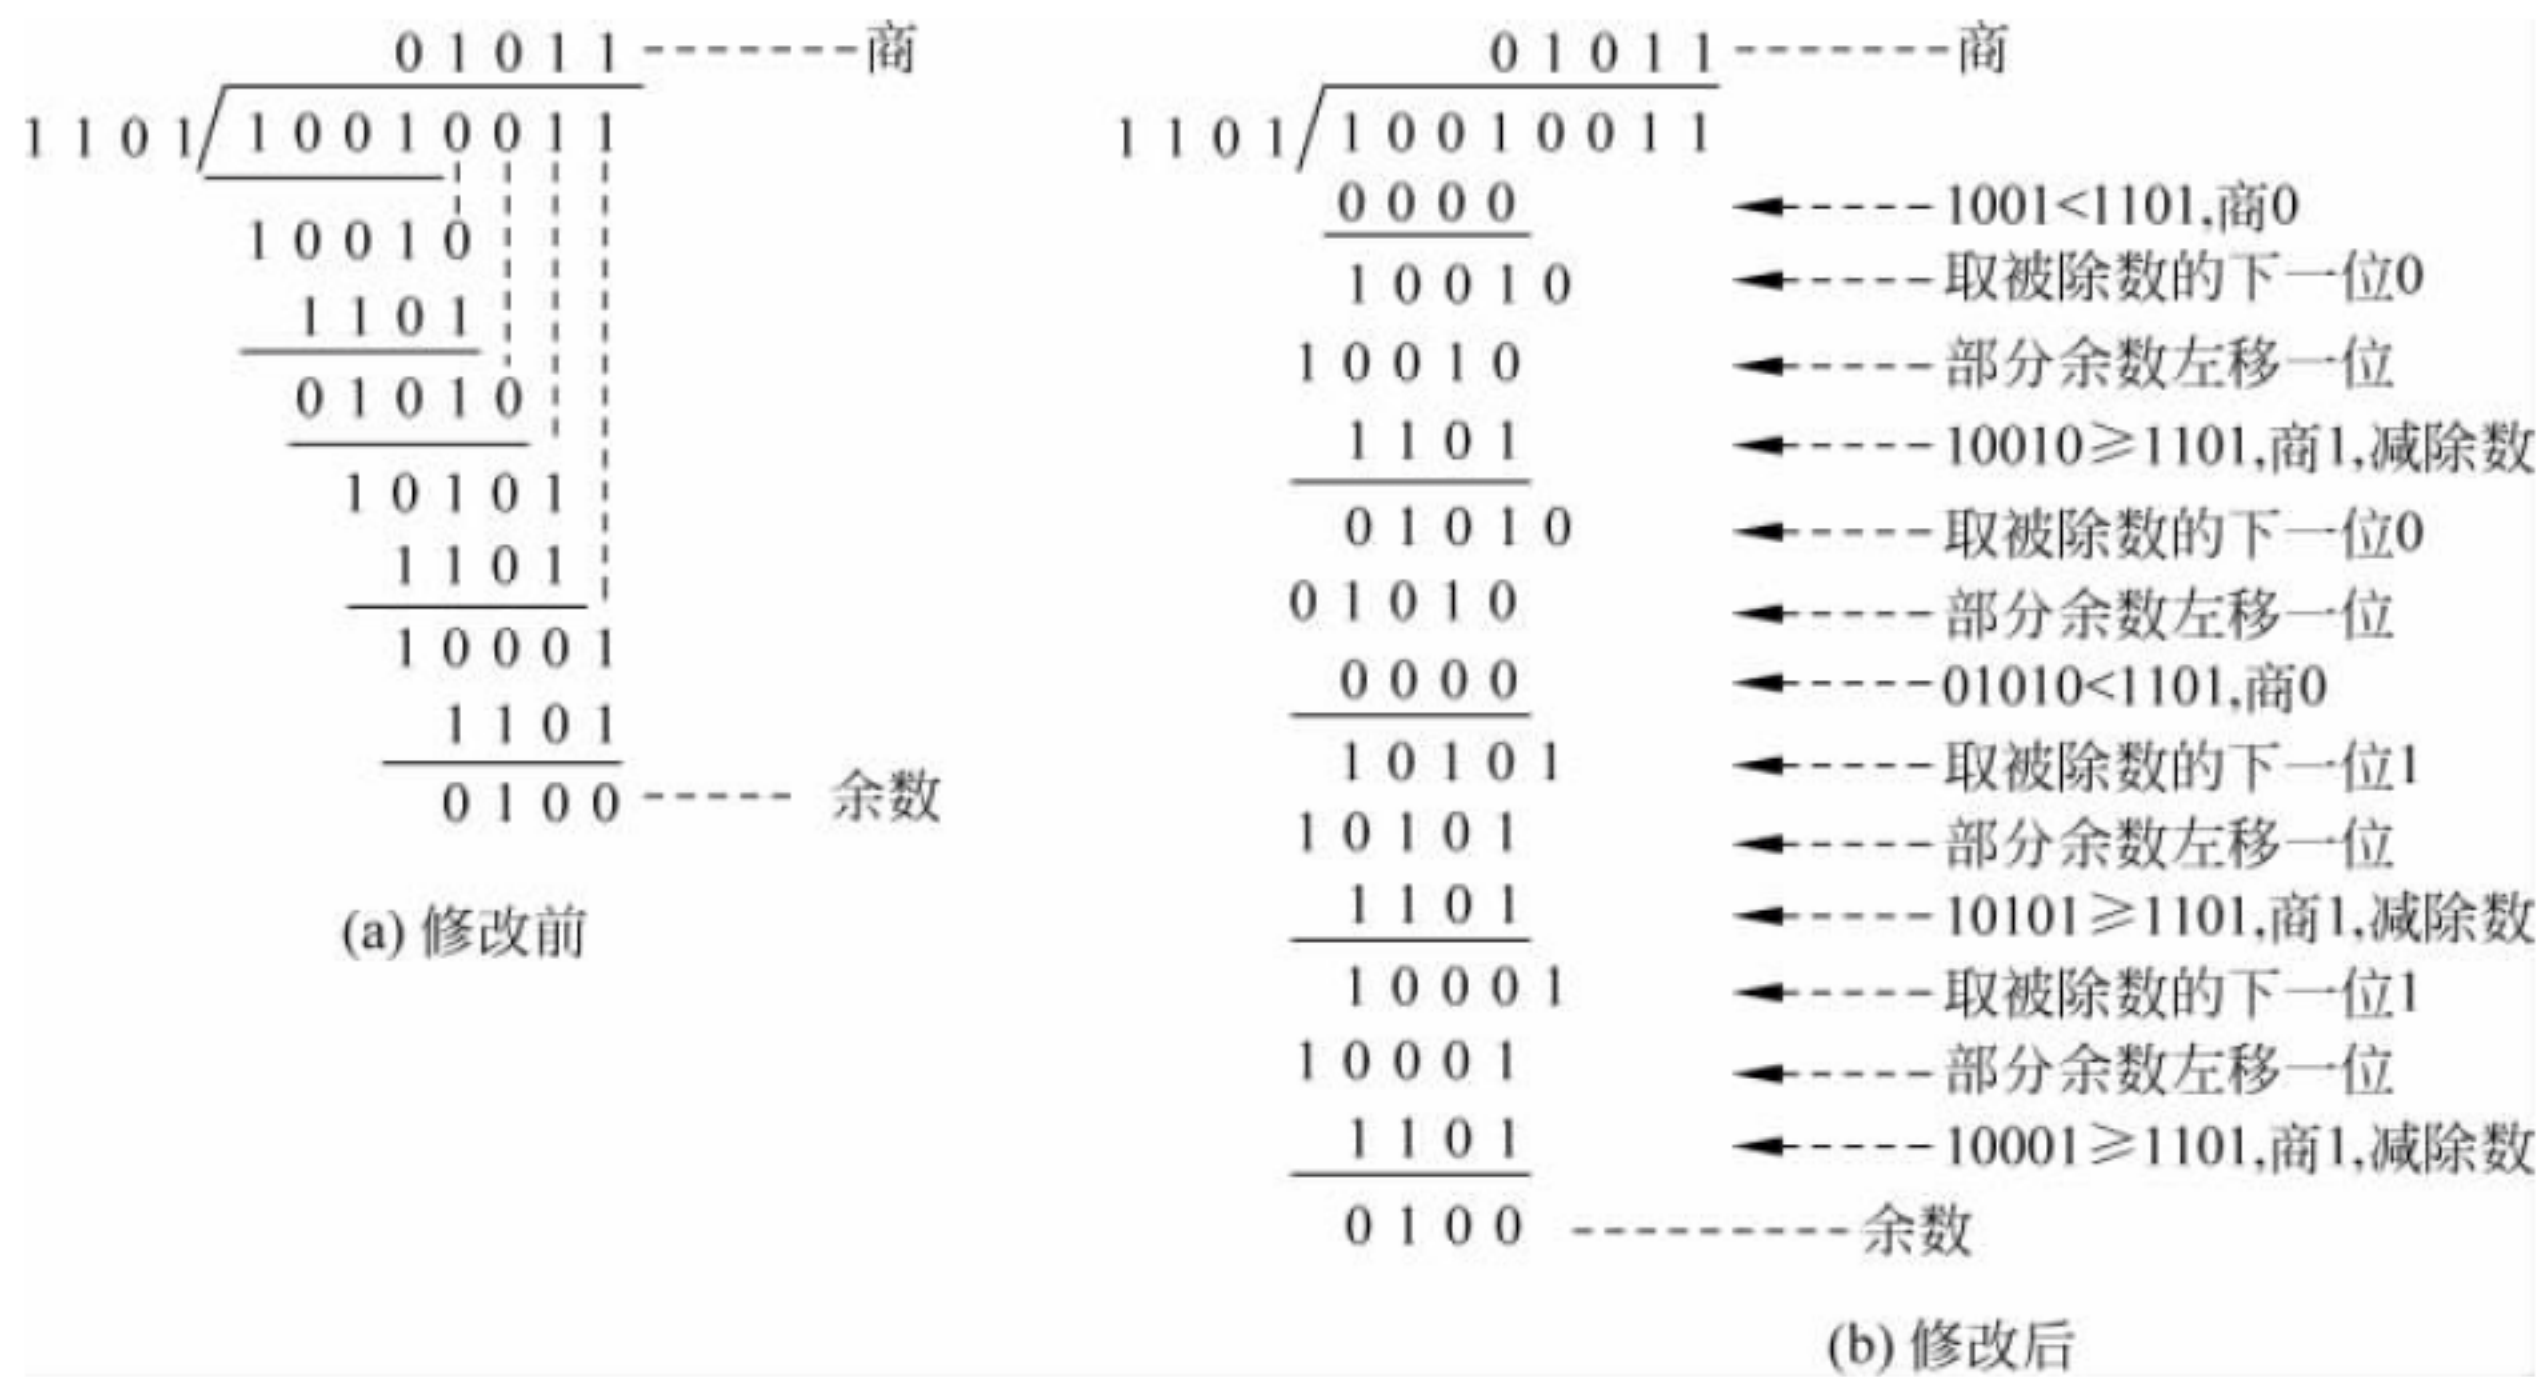 0 1 0 1 1 -------商
1 1 0 1 1 0 0 1 0 0 1 1
1 0 0 1 0
1 1 0 1
0 1 0 1 0
1 0 1 0 1
1 1 0 1
1 0 0 0 1
1 1 0 1
0 1 0 0 ----- 余数
(a) 修改前
0 1 0 1 1 -------商
1 1 0 1 1 0 0 1 0 0 1 1
0 0 0 0 1001<1101,商0
1 0 0 1 0 取被除数的下一位0
1 0 0 1 0 部分余数左移一位
1 1 0 1 10010≥1101,商1,减除数
0 1 0 1 0 取被除数的下一位0
0 1 0 1 0 部分余数左移一位
0 0 0 0 01010<1101,商0
1 0 1 0 1 取被除数的下一位1
1 0 1 0 1 部分余数左移一位
1 1 0 1 10101≥1101,商1,减除数
1 0 0 0 1 取被除数的下一位1
1 0 0 0 1 部分余数左移一位
1 1 0 1 10001≥1101,商1,减除数
0 1 0 0 ---------余数
(b) 修改后